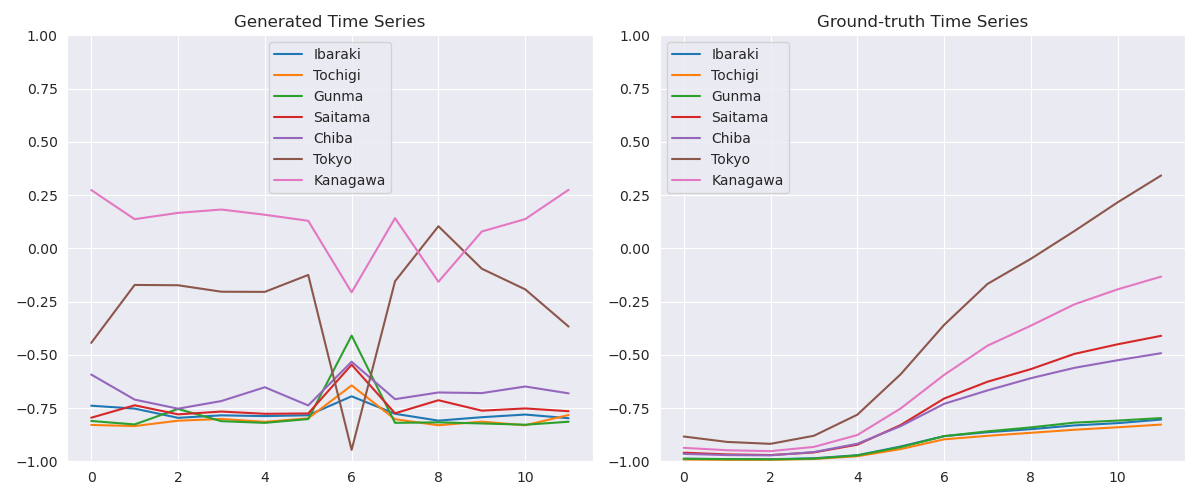 Generated Time Series
1.00
0.75
0.50
0.25
0.00
−0.25
−0.50
−0.75
−1.00
0 2 4 6 8 10
Ibaraki
Tochigi
Gunma
Saitama
Chiba
Tokyo
Kanagawa
Ground-truth Time Series
1.00
0.75
0.50
0.25
0.00
−0.25
−0.50
−0.75
−1.00
0 2 4 6 8 10
Ibaraki
Tochigi
Gunma
Saitama
Chiba
Tokyo
Kanagawa